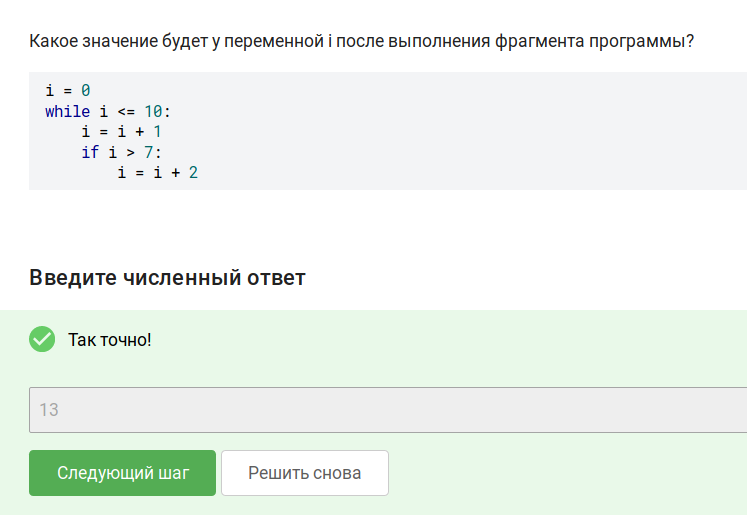 Какое значение будет у переменной i после выполнения фрагмента программы?
i = 0
while i <= 10:
    i = i + 1
    if i > 7:
        i = i + 2
Введите численный ответ
Так точно!
13
Следующий шаг
Решить снова